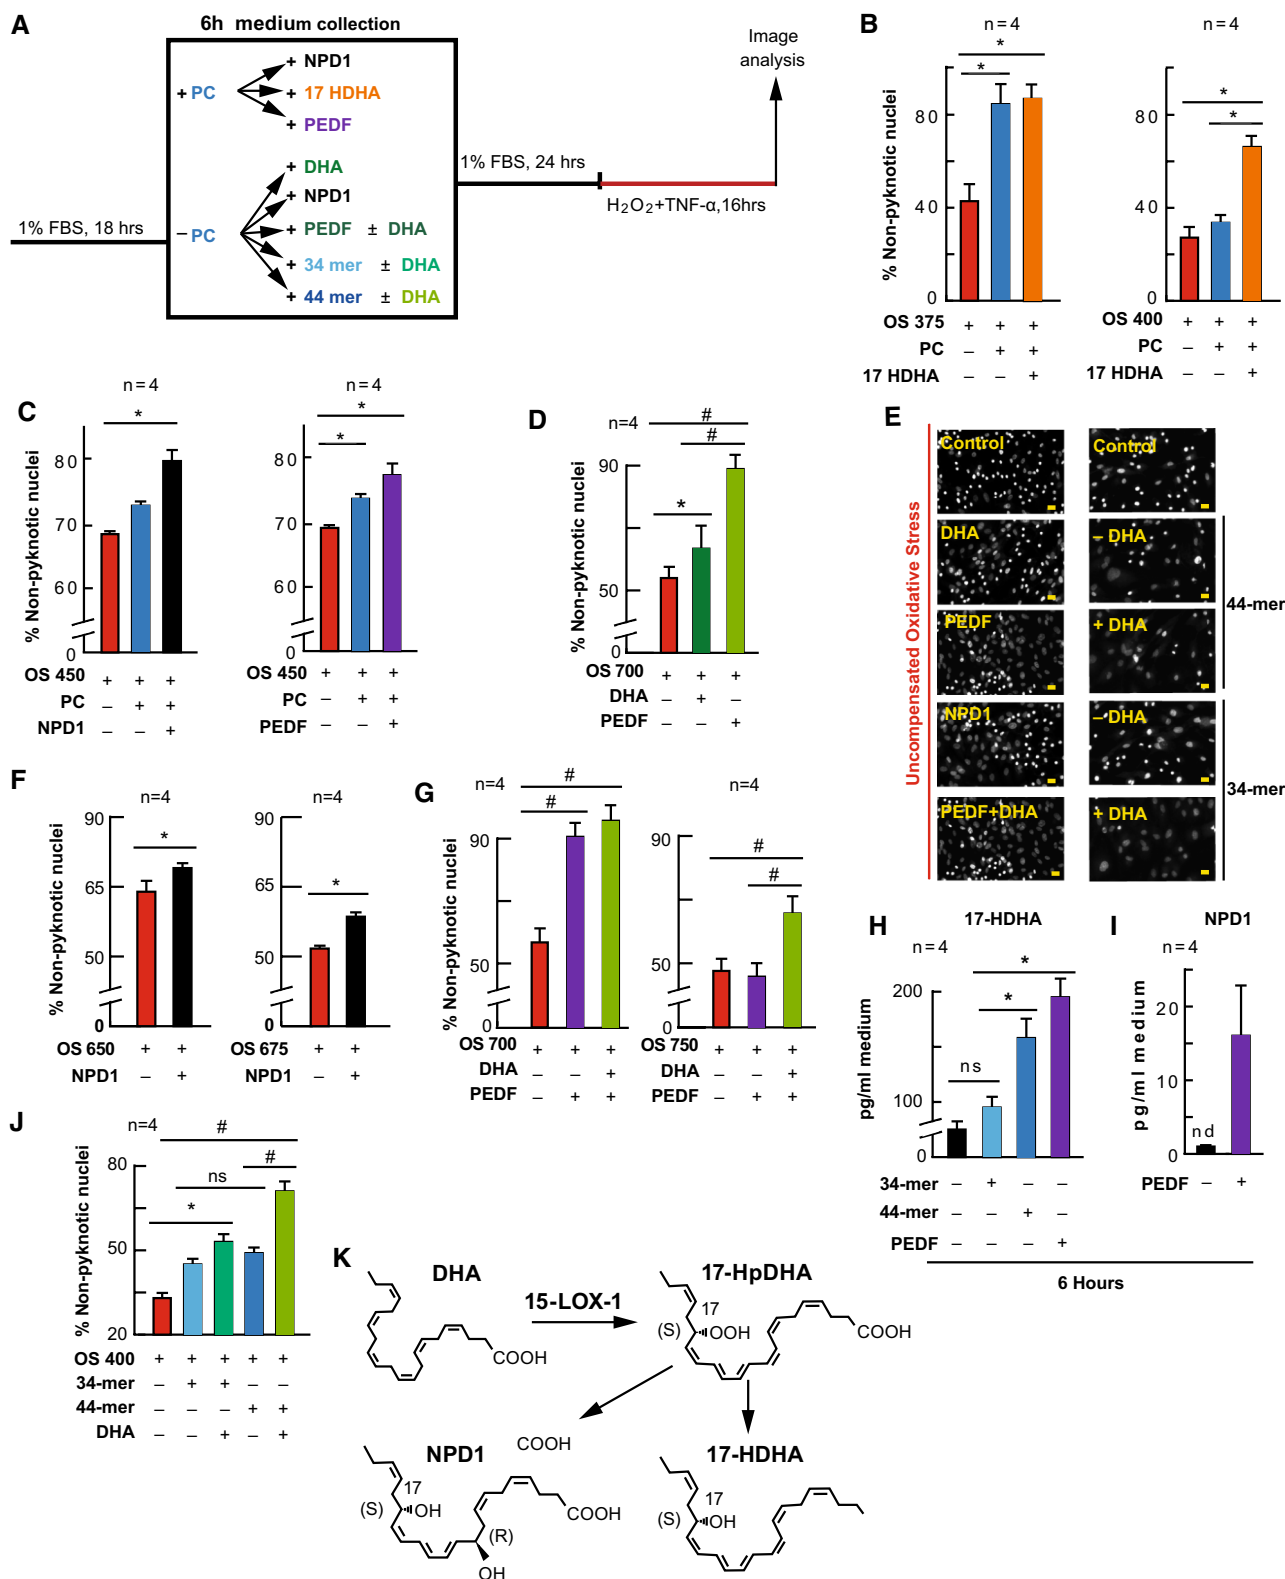 A
6h medium collection
+ PC
+ NPD1
+ 17 HDHA
+ PEDF
– PC
+ DHA
+ NPD1
+ PEDF ± DHA
+ 34 mer ± DHA
+ 44 mer ± DHA
1% FBS, 18 hrs
1% FBS, 24 hrs
H₂O₂+TNF-α,16hrs
Image
analysis
B
n=4
* *
% Non-pyknotic nuclei
80
40
0
OS 375 + + +
PC – + +
17 HDHA – – +
n=4
* *
80
40
0
OS 400 + + +
PC – + +
17 HDHA – – +
C
n=4
*
% Non-pyknotic nuclei
80
70
60
0
OS 450 + + +
PC – + +
NPD1 – – +
n=4
* *
80
70
60
0
OS 450 + + +
PC – + +
PEDF – – +
D
n=4
# # *
% Non-pyknotic nuclei
90
50
0
OS 700 + + +
DHA – +
PEDF – – +
E
Uncompensated Oxidative Stress
Control
DHA
PEDF
NPD1
PEDF+DHA
Control
– DHA
+ DHA
44-mer
– DHA
+ DHA
34-mer
F
n=4
*
% Non-pyknotic nuclei
90
65
50
0
OS 650 + +
NPD1 – +
n=4
*
90
65
50
0
OS 675 + +
NPD1 – +
G
n=4
# #
% Non-pyknotic nuclei
90
50
0
OS 700 + + +
DHA +
PEDF – + +
n=4
# #
90
50
0
OS 750 + + +
DHA +
PEDF – + +
H
17-HDHA
n=4
* * ns
pg/ml medium
200
100
0
34-mer – + – –
44-mer – – + –
PEDF – – – +
I
NPD1
n=4
pg/ml medium
20
10
0
nd
PEDF – +
6 Hours
J
n=4
# # ns *
% Non-pyknotic nuclei
80
50
20
OS 400 + + + + +
34-mer – + + – –
44-mer – – – + +
DHA – – + – +
K
DHA
COOH
15-LOX-1
17-HpDHA
17
(S)
OOH
COOH
NPD1
COOH
17
(S)
OH
COOH
(R)
OH
17-HDHA
17
(S)
OH